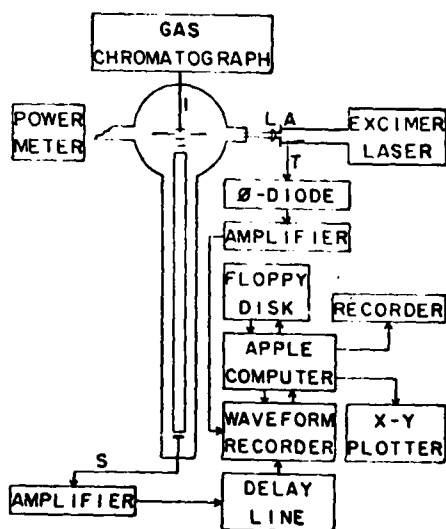 GAS
CHROMATOGRAPH
I
POWER
METER
L A
EXCIMER
LASER
T
Ø-DIODE
AMPLIFIER
FLOPPY
DISK
RECORDER
APPLE
COMPUTER
WAVEFORM
RECORDER
X-Y
PLOTTER
S
AMPLIFIER
DELAY
LINE